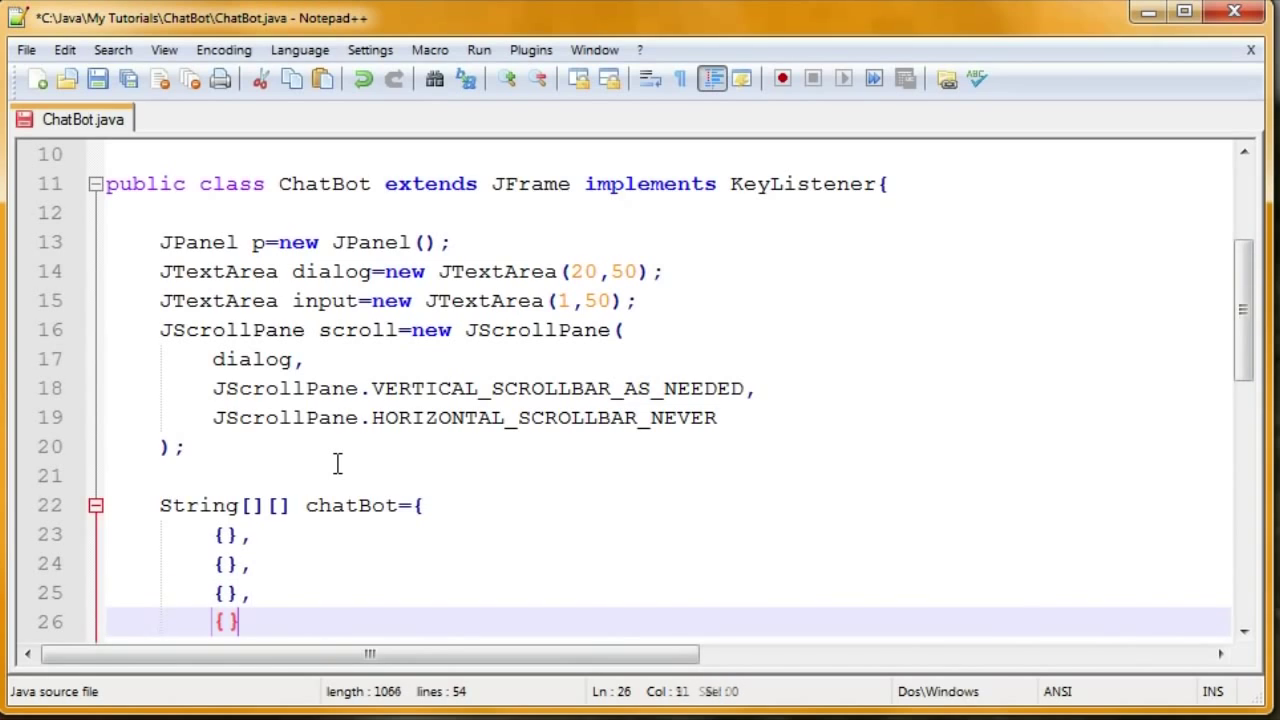 *C:\Java\My Tutorials\ChatBot\ChatBot.java - Notepad++
File Edit Search View Encoding Language Settings Macro Run Plugins Window ? X
ABC
ChatBot.java
10
11 public class ChatBot extends JFrame implements KeyListener{
12
13 JPanel p=new JPanel();
14 JTextArea dialog=new JTextArea(20,50);
15 JTextArea input=new JTextArea(1,50);
16 JScrollPane scroll=new JScrollPane(
17 dialog,
18 JScrollPane.VERTICAL_SCROLLBAR_AS_NEEDED,
19 JScrollPane.HORIZONTAL_SCROLLBAR_NEVER
20 );
21
22 String[][] chatBot={
23 {},
24 {},
25 {},
26 {}
Java source file length : 1066 lines : 54 Ln : 26 Dos\Windows ANSI INS